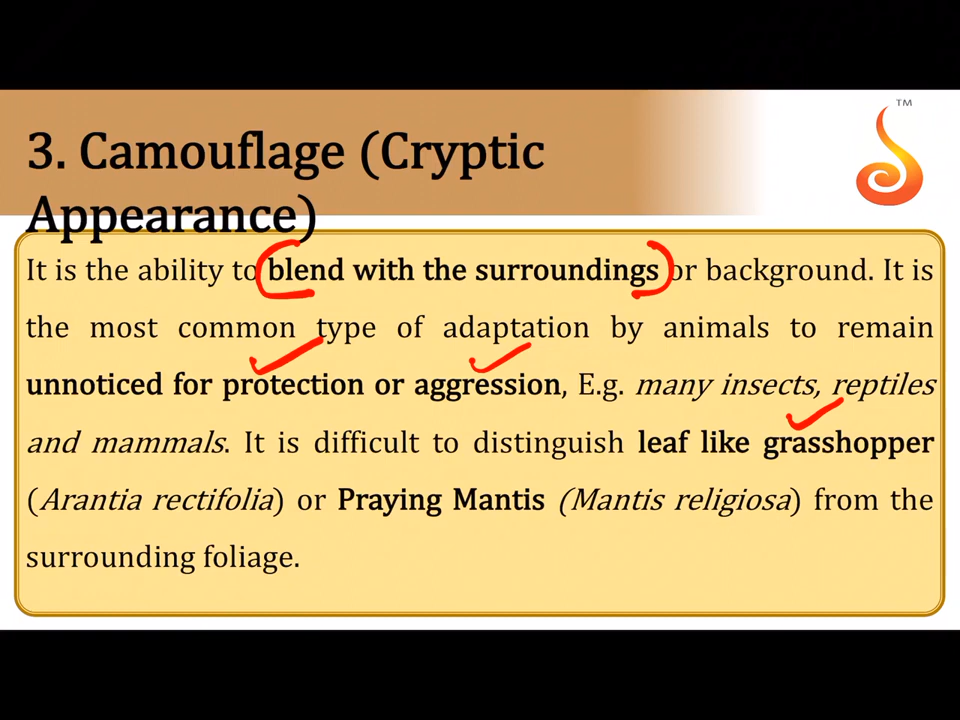 TM
3. Camouflage (Cryptic
Appearance)
It is the ability to blend with the surroundings or background. It is
the most common type of adaptation by animals to remain
unnoticed for protection or aggression, E.g. many insects, reptiles
and mammals. It is difficult to distinguish leaf like grasshopper
(Arantia rectifolia) or Praying Mantis (Mantis religiosa) from the
surrounding foliage.